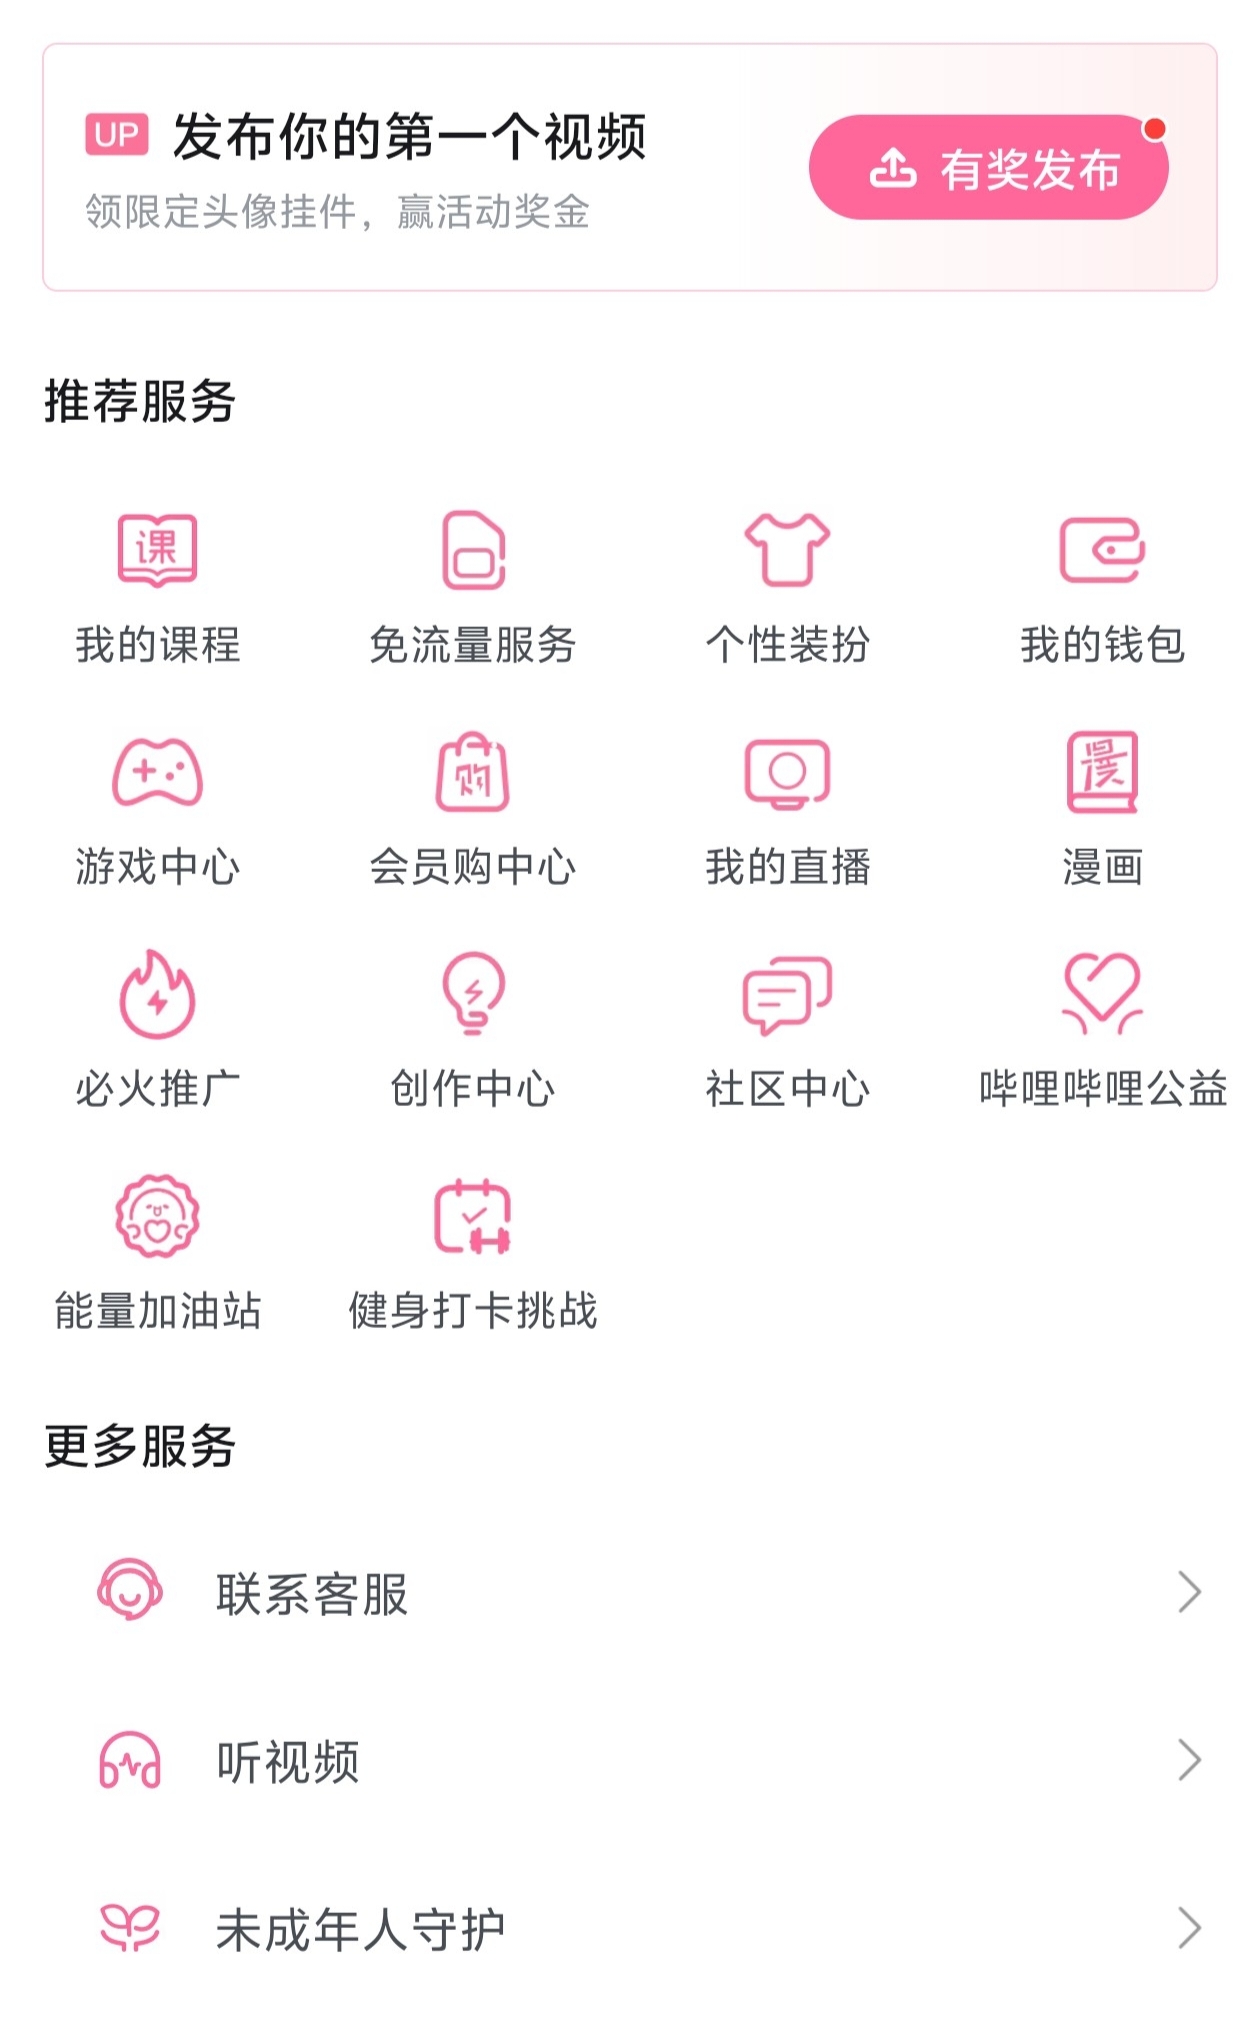 UP 发布你的第一个视频
领限定头像挂件，赢活动奖金
有奖发布
推荐服务
课
我的课程
免流量服务
个性装扮
我的钱包
游戏中心
购
会员购中心
我的直播
漫
漫画
必火推广
创作中心
社区中心
哔哩哔哩公益
能量加油站
健身打卡挑战
更多服务
联系客服
听视频
未成年人守护